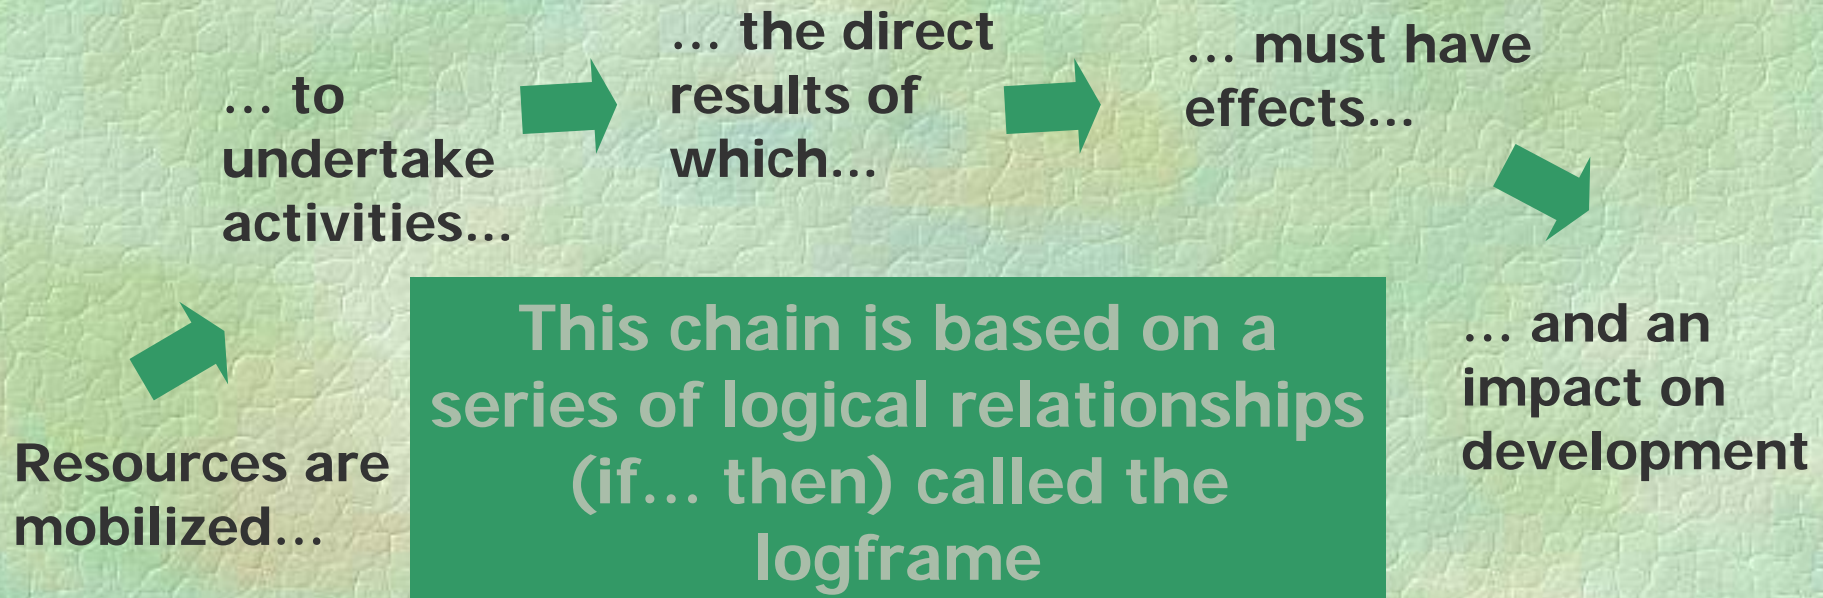 Resources are
mobilized...
... to
undertake
activities...
... the direct
results of
which...
... must have
effects...
... and an
impact on
development
This chain is based on a
series of logical relationships
(if... then) called the
logframe